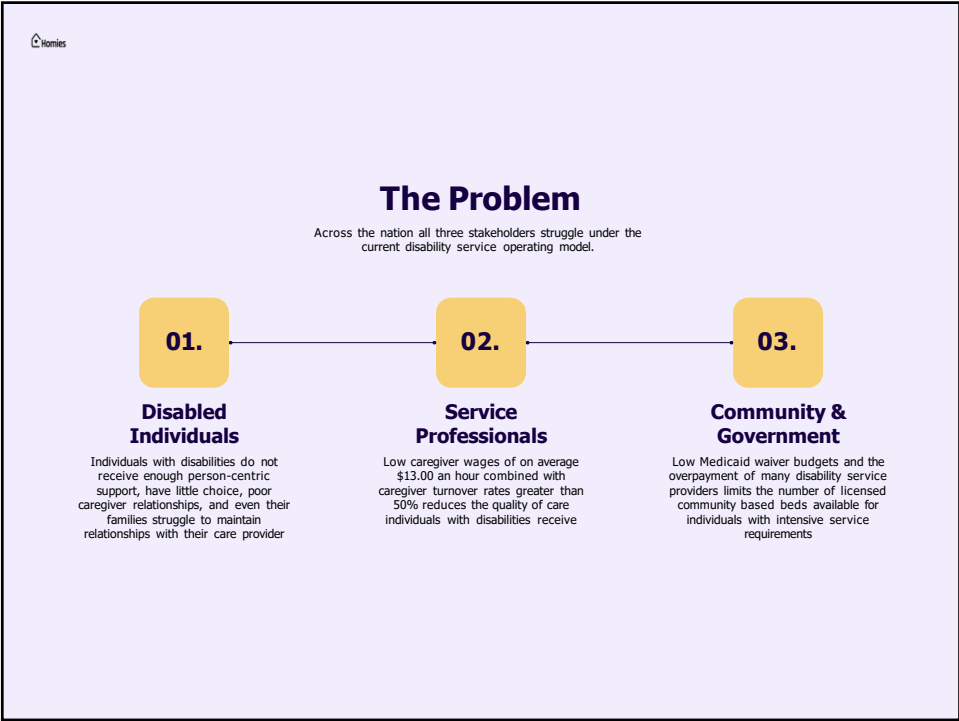 Homies
The Problem
Across the nation all three stakeholders struggle under the
current disability service operating model.
01.
02.
03.
Disabled
Individuals
Individuals with disabilities do not
receive enough person-centric
support, have little choice, poor
caregiver relationships, and even their
families struggle to maintain
relationships with their care provider
Service
Professionals
Low caregiver wages of on average
$13.00 an hour combined with
caregiver turnover rates greater than
50% reduces the quality of care
individuals with disabilities receive
Community &
Government
Low Medicaid waiver budgets and the
overpayment of many disability service
providers limits the number of licensed
community based beds available for
individuals with intensive service
requirements